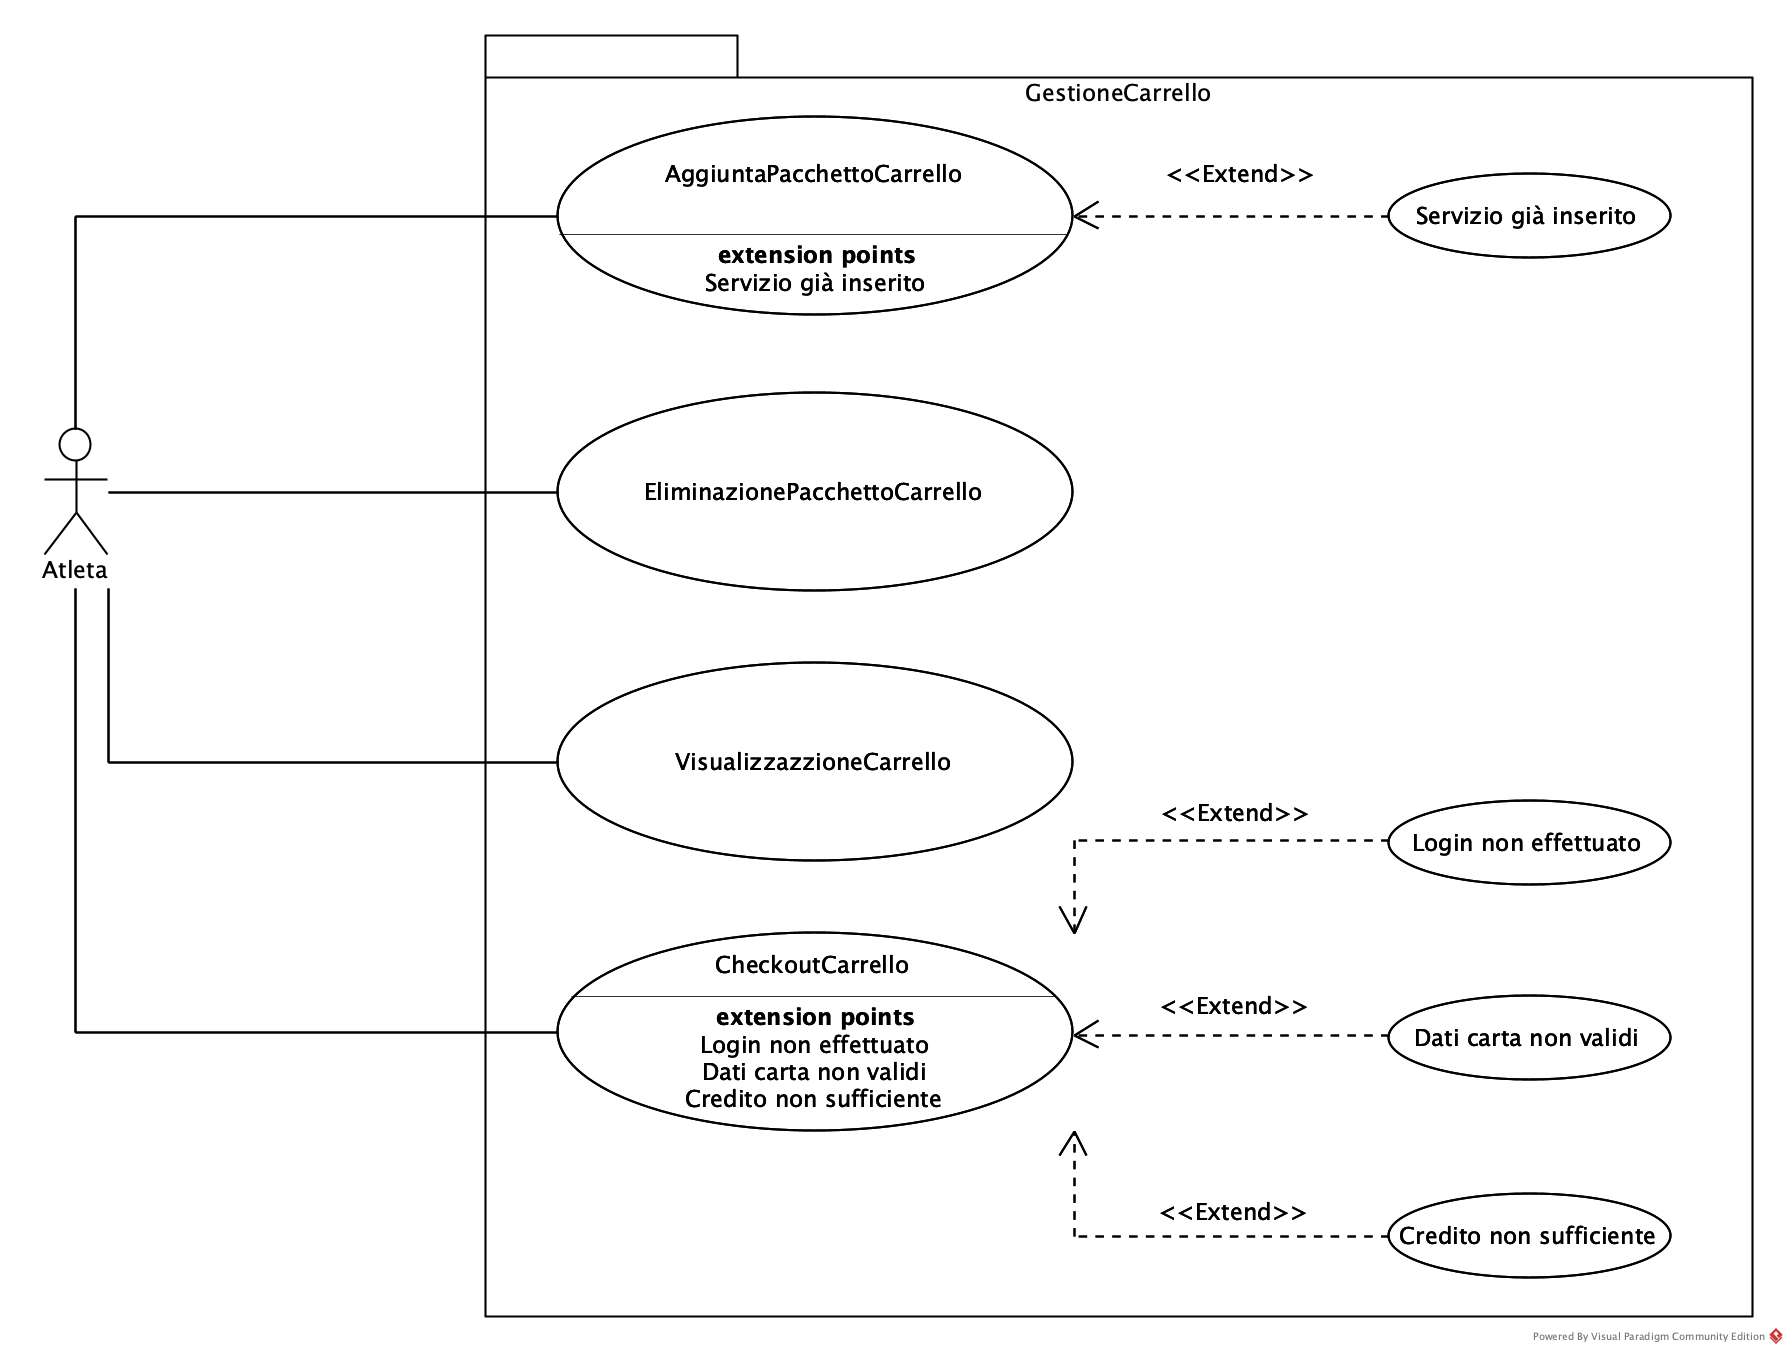 GestioneCarrello
AggiuntaPacchettoCarrello
<<Extend>>
Servizio già inserito
extension points
Servizio già inserito
EliminazionePacchettoCarrello
Atleta
VisualizzazzioneCarrello
<<Extend>>
Login non effettuato
CheckoutCarrello
extension points
Login non effettuato
Dati carta non validi
Credito non sufficiente
<<Extend>>
Dati carta non validi
<<Extend>>
Credito non sufficiente
Powered By Visual Paradigm Community Edition